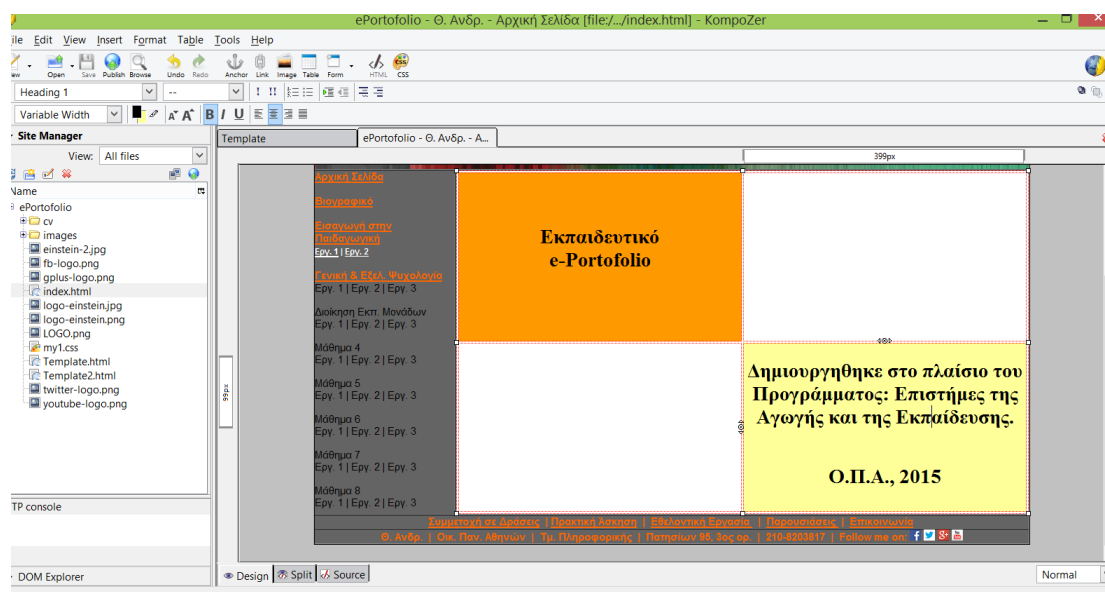 ePortofolio - Θ. Ανδρ. - Αρχική Σελίδα [file:/.../index.html] - KompoZer
ile Edit View Insert Format Table Tools Help
ew Open Save Publish Browse Undo Redo Anchor Link Image Table Form HTML CSS
Heading 1 -- ! !!
Variable Width A A B I U
Site Manager
View: All files
Name
ePortofolio
cv
images
einstein-2.jpg
fb-logo.png
gplus-logo.png
index.html
logo-einstein.jpg
logo-einstein.png
LOGO.png
my1.css
Template.html
Template2.html
twitter-logo.png
youtube-logo.png
TP console
DOM Explorer
Template ePortofolio - Θ. Ανδρ. - Α...
399px
99px
Αρχική Σελίδα
Βιογραφικό
Εισαγωγή στην
Παιδαγωγική
Εργ. 1 | Εργ. 2
Γενική & Εξελ. Ψυχολογία
Εργ. 1 | Εργ. 2 | Εργ. 3
Διοίκηση Εκπ. Μονάδων
Εργ. 1 | Εργ. 2 | Εργ. 3
Μάθημα 4
Εργ. 1 | Εργ. 2 | Εργ. 3
Μάθημα 5
Εργ. 1 | Εργ. 2 | Εργ. 3
Μάθημα 6
Εργ. 1 | Εργ. 2 | Εργ. 3
Μάθημα 7
Εργ. 1 | Εργ. 2 | Εργ. 3
Μάθημα 8
Εργ. 1 | Εργ. 2 | Εργ. 3
Εκπαιδευτικό
e-Portofolio
Δημιουργηθηκε στο πλαίσιο του
Προγράμματος: Επιστήμες της
Αγωγής και της Εκπαίδευσης.
Ο.Π.Α., 2015
Συμμετοχή σε Δράσεις | Πρακτική Άσκηση | Εθελοντική Εργασία | Παρουσιάσεις | Επικοινωνία
Θ. Ανδρ. | Οικ. Παν. Αθηνών | Τμ. Πληροφορικής | Πατησίων 95, 3ος ορ. | 210-8203817 | Follow me on:
Design Split Source
Normal